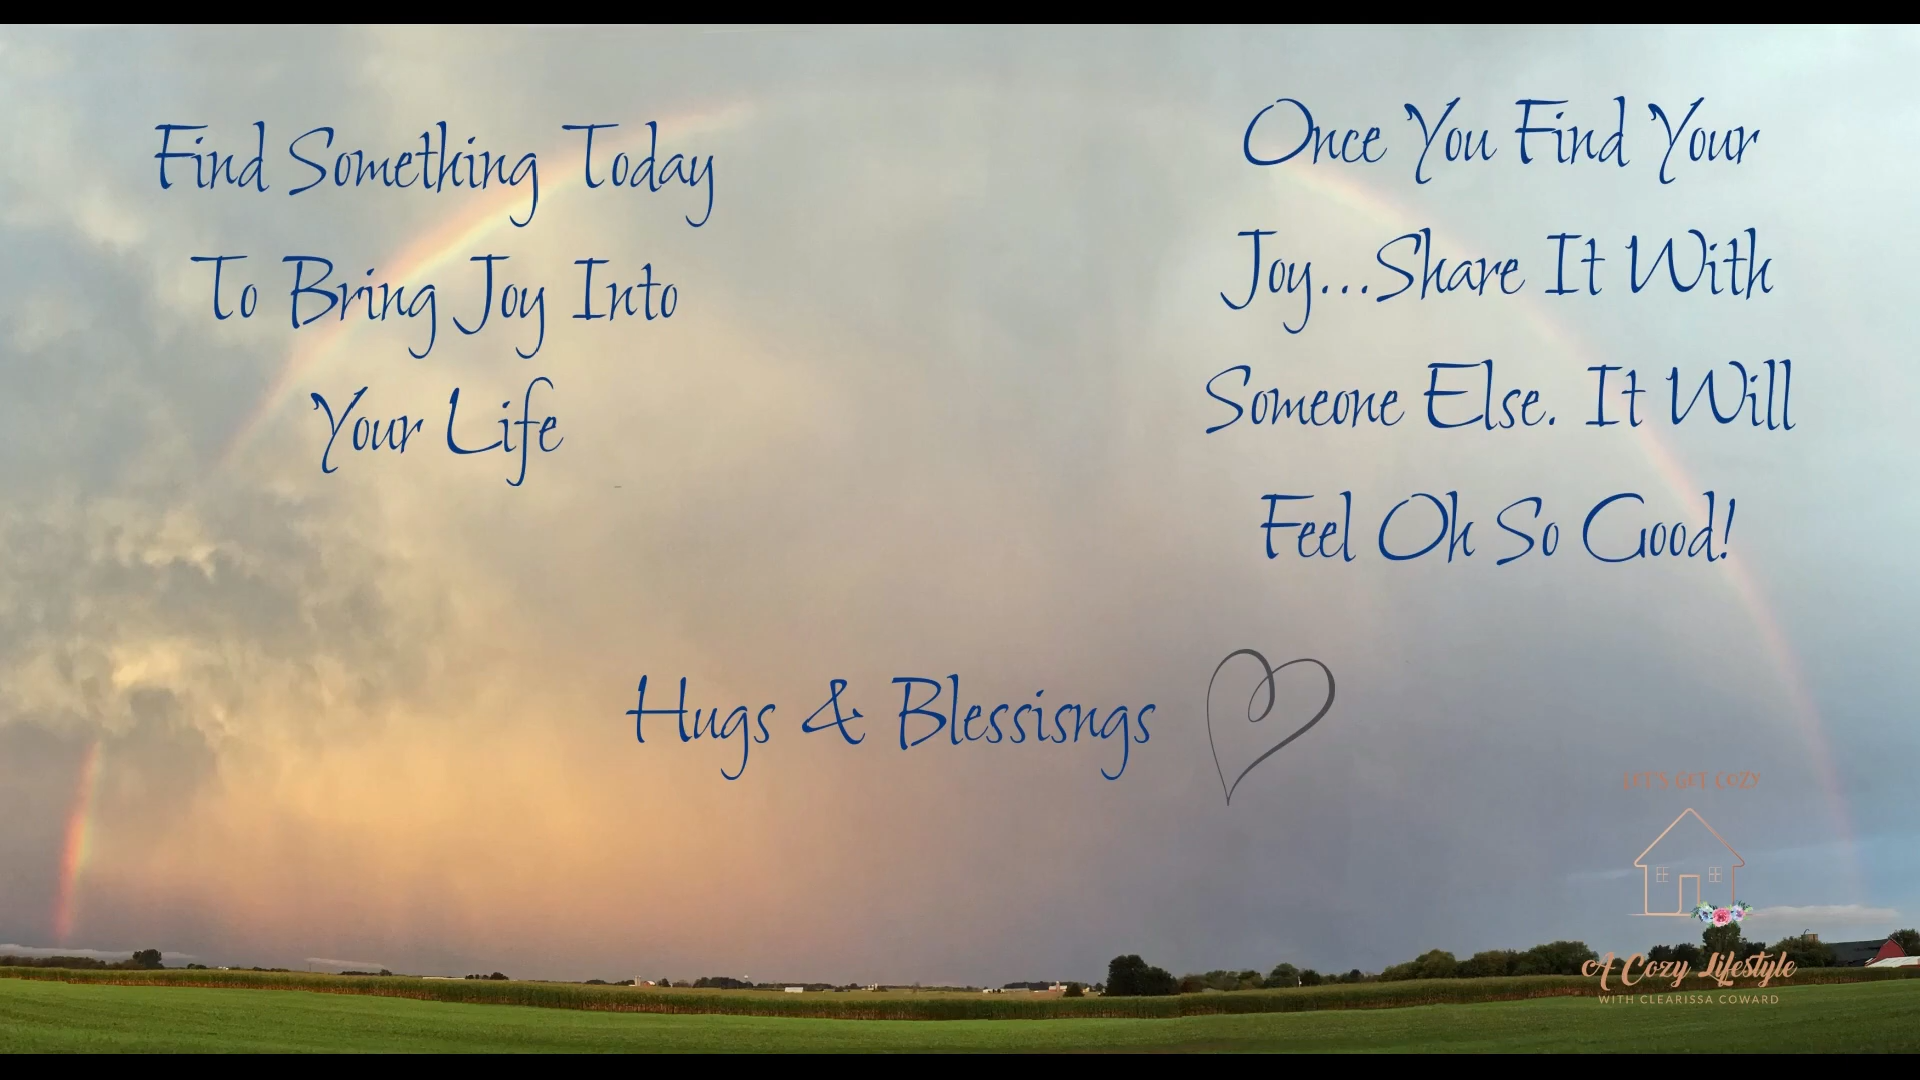 Find Something Today
To Bring Joy Into
Your Life
Once You Find Your
Joy...Share It With
Someone Else. It Will
Feel Oh So Good!
Hugs & Blessisngs
LET'S GET COZY
A Cozy Lifestyle
WITH CLEARISSA COWARD